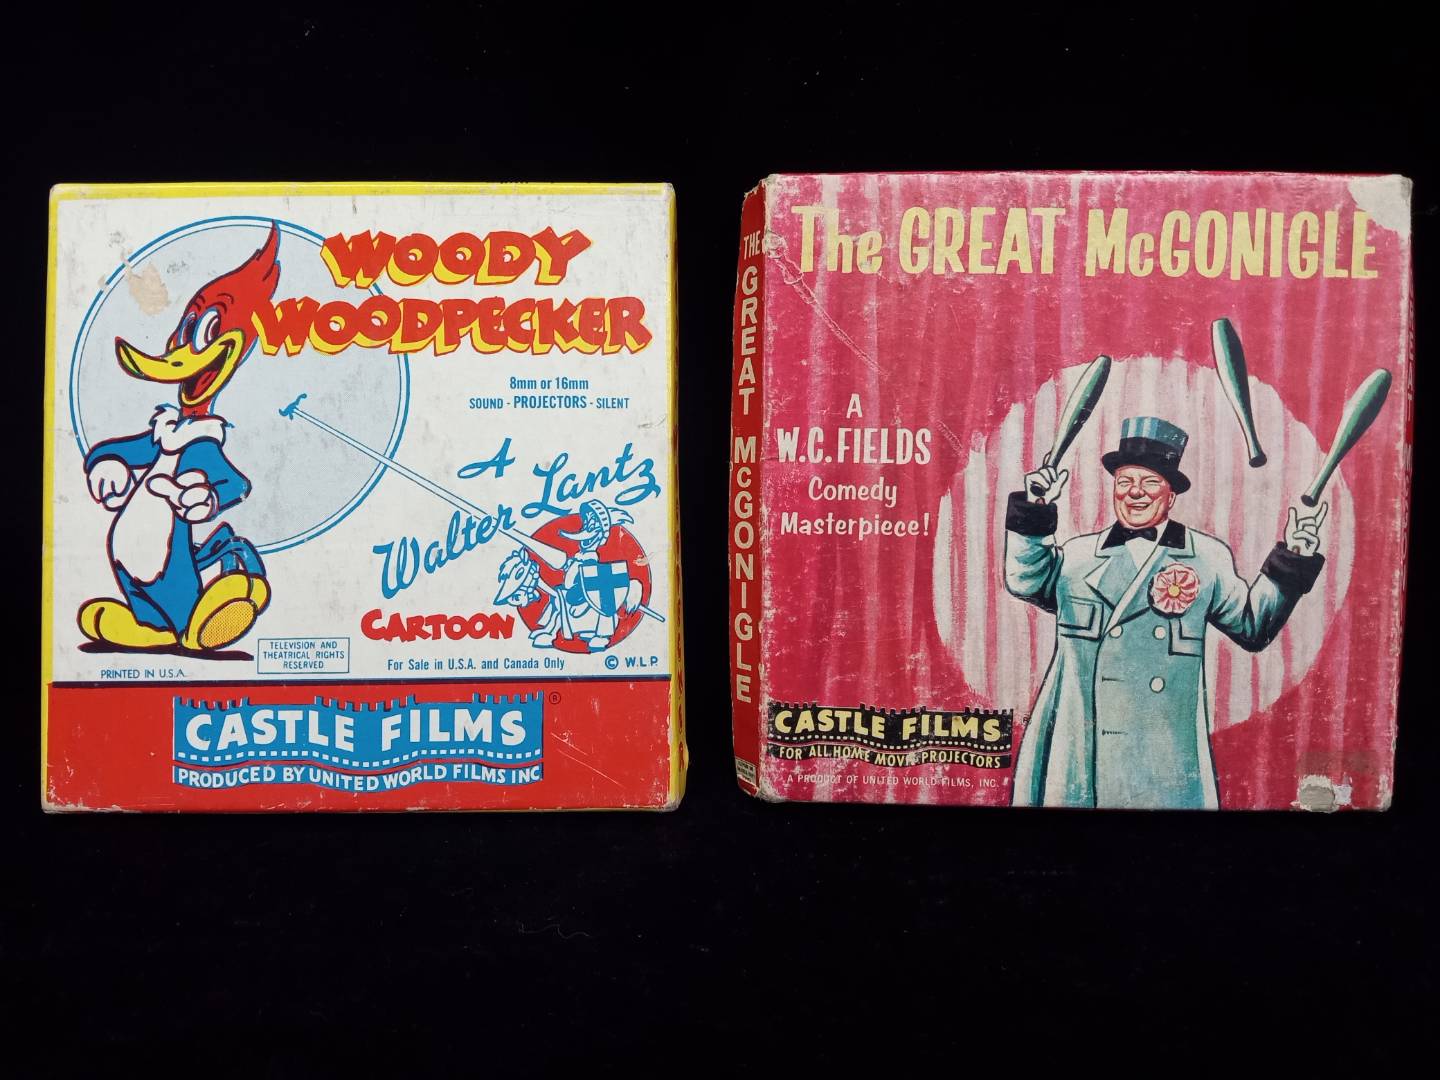 WOODY
WOODPECKER
8mm or 16mm
SOUND - PROJECTORS - SILENT
A
Walter Lantz
CARTOON
TELEVISION AND
THEATRICAL RIGHTS
RESERVED
PRINTED IN U.S.A.
For Sale in U.S.A. and Canada Only
© W.L.P.
CASTLE FILMS ®
PRODUCED BY UNITED WORLD FILMS INC
THE GREAT McGONIGLE
The GREAT McGONIGLE
A
W.C. FIELDS
Comedy
Masterpiece!
CASTLE FILMS
FOR ALL HOME MOVIE PROJECTORS
A PRODUCT OF UNITED WORLD FILMS, INC.